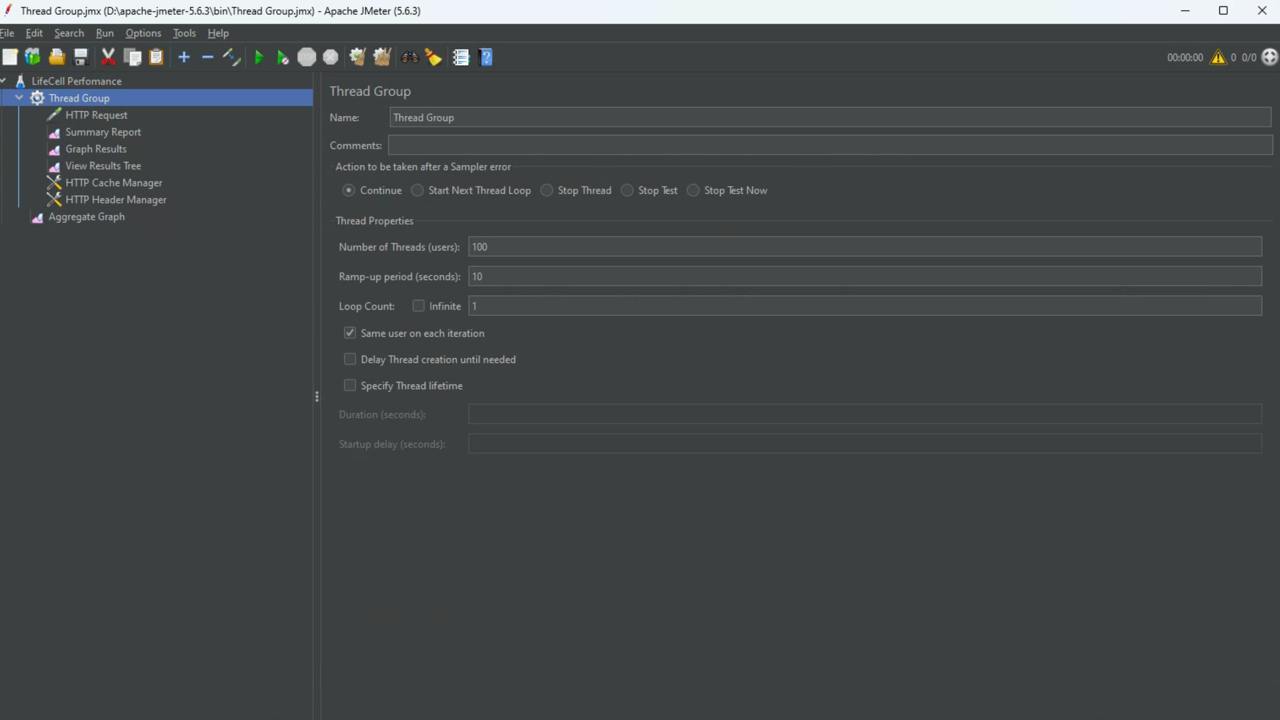 Thread Group.jmx (D:\apache-jmeter-5.6.3\bin\Thread Group.jmx) - Apache JMeter (5.6.3)
File Edit Search Run Options Tools Help
00:00:00 0 0/0
LifeCell Perfomance
Thread Group
HTTP Request
Summary Report
Graph Results
View Results Tree
HTTP Cache Manager
HTTP Header Manager
Aggregate Graph
Thread Group
Name: Thread Group
Comments:
Action to be taken after a Sampler error
Continue Start Next Thread Loop Stop Thread Stop Test Stop Test Now
Thread Properties
Number of Threads (users): 100
Ramp-up period (seconds): 10
Loop Count: Infinite 1
Same user on each iteration
Delay Thread creation until needed
Specify Thread lifetime
Duration (seconds):
Startup delay (seconds):